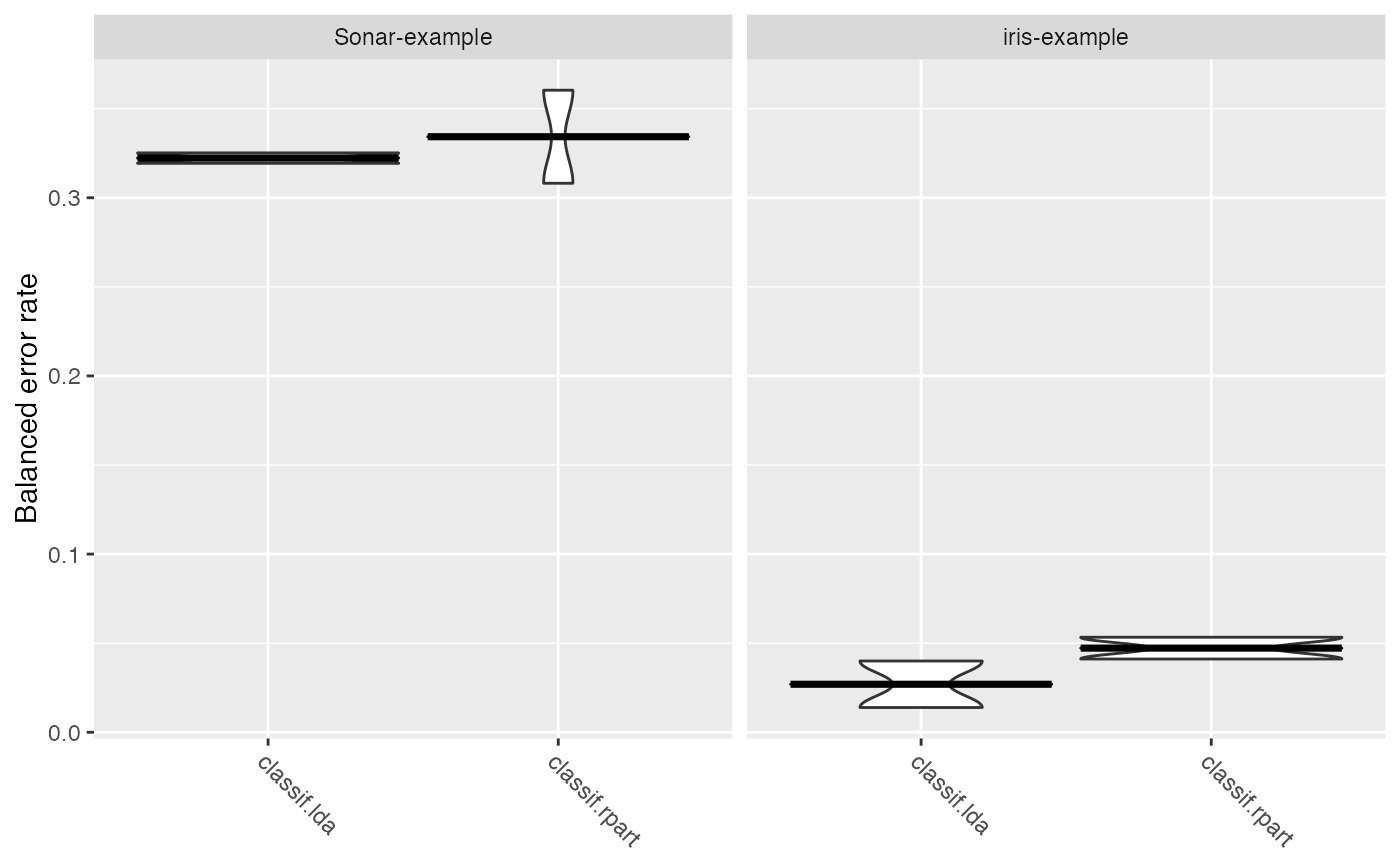 Sonar-example
iris-example
Balanced error rate
0.3
0.2
0.1
0.0
classif.lda
classif.rpart
classif.lda
classif.rpart